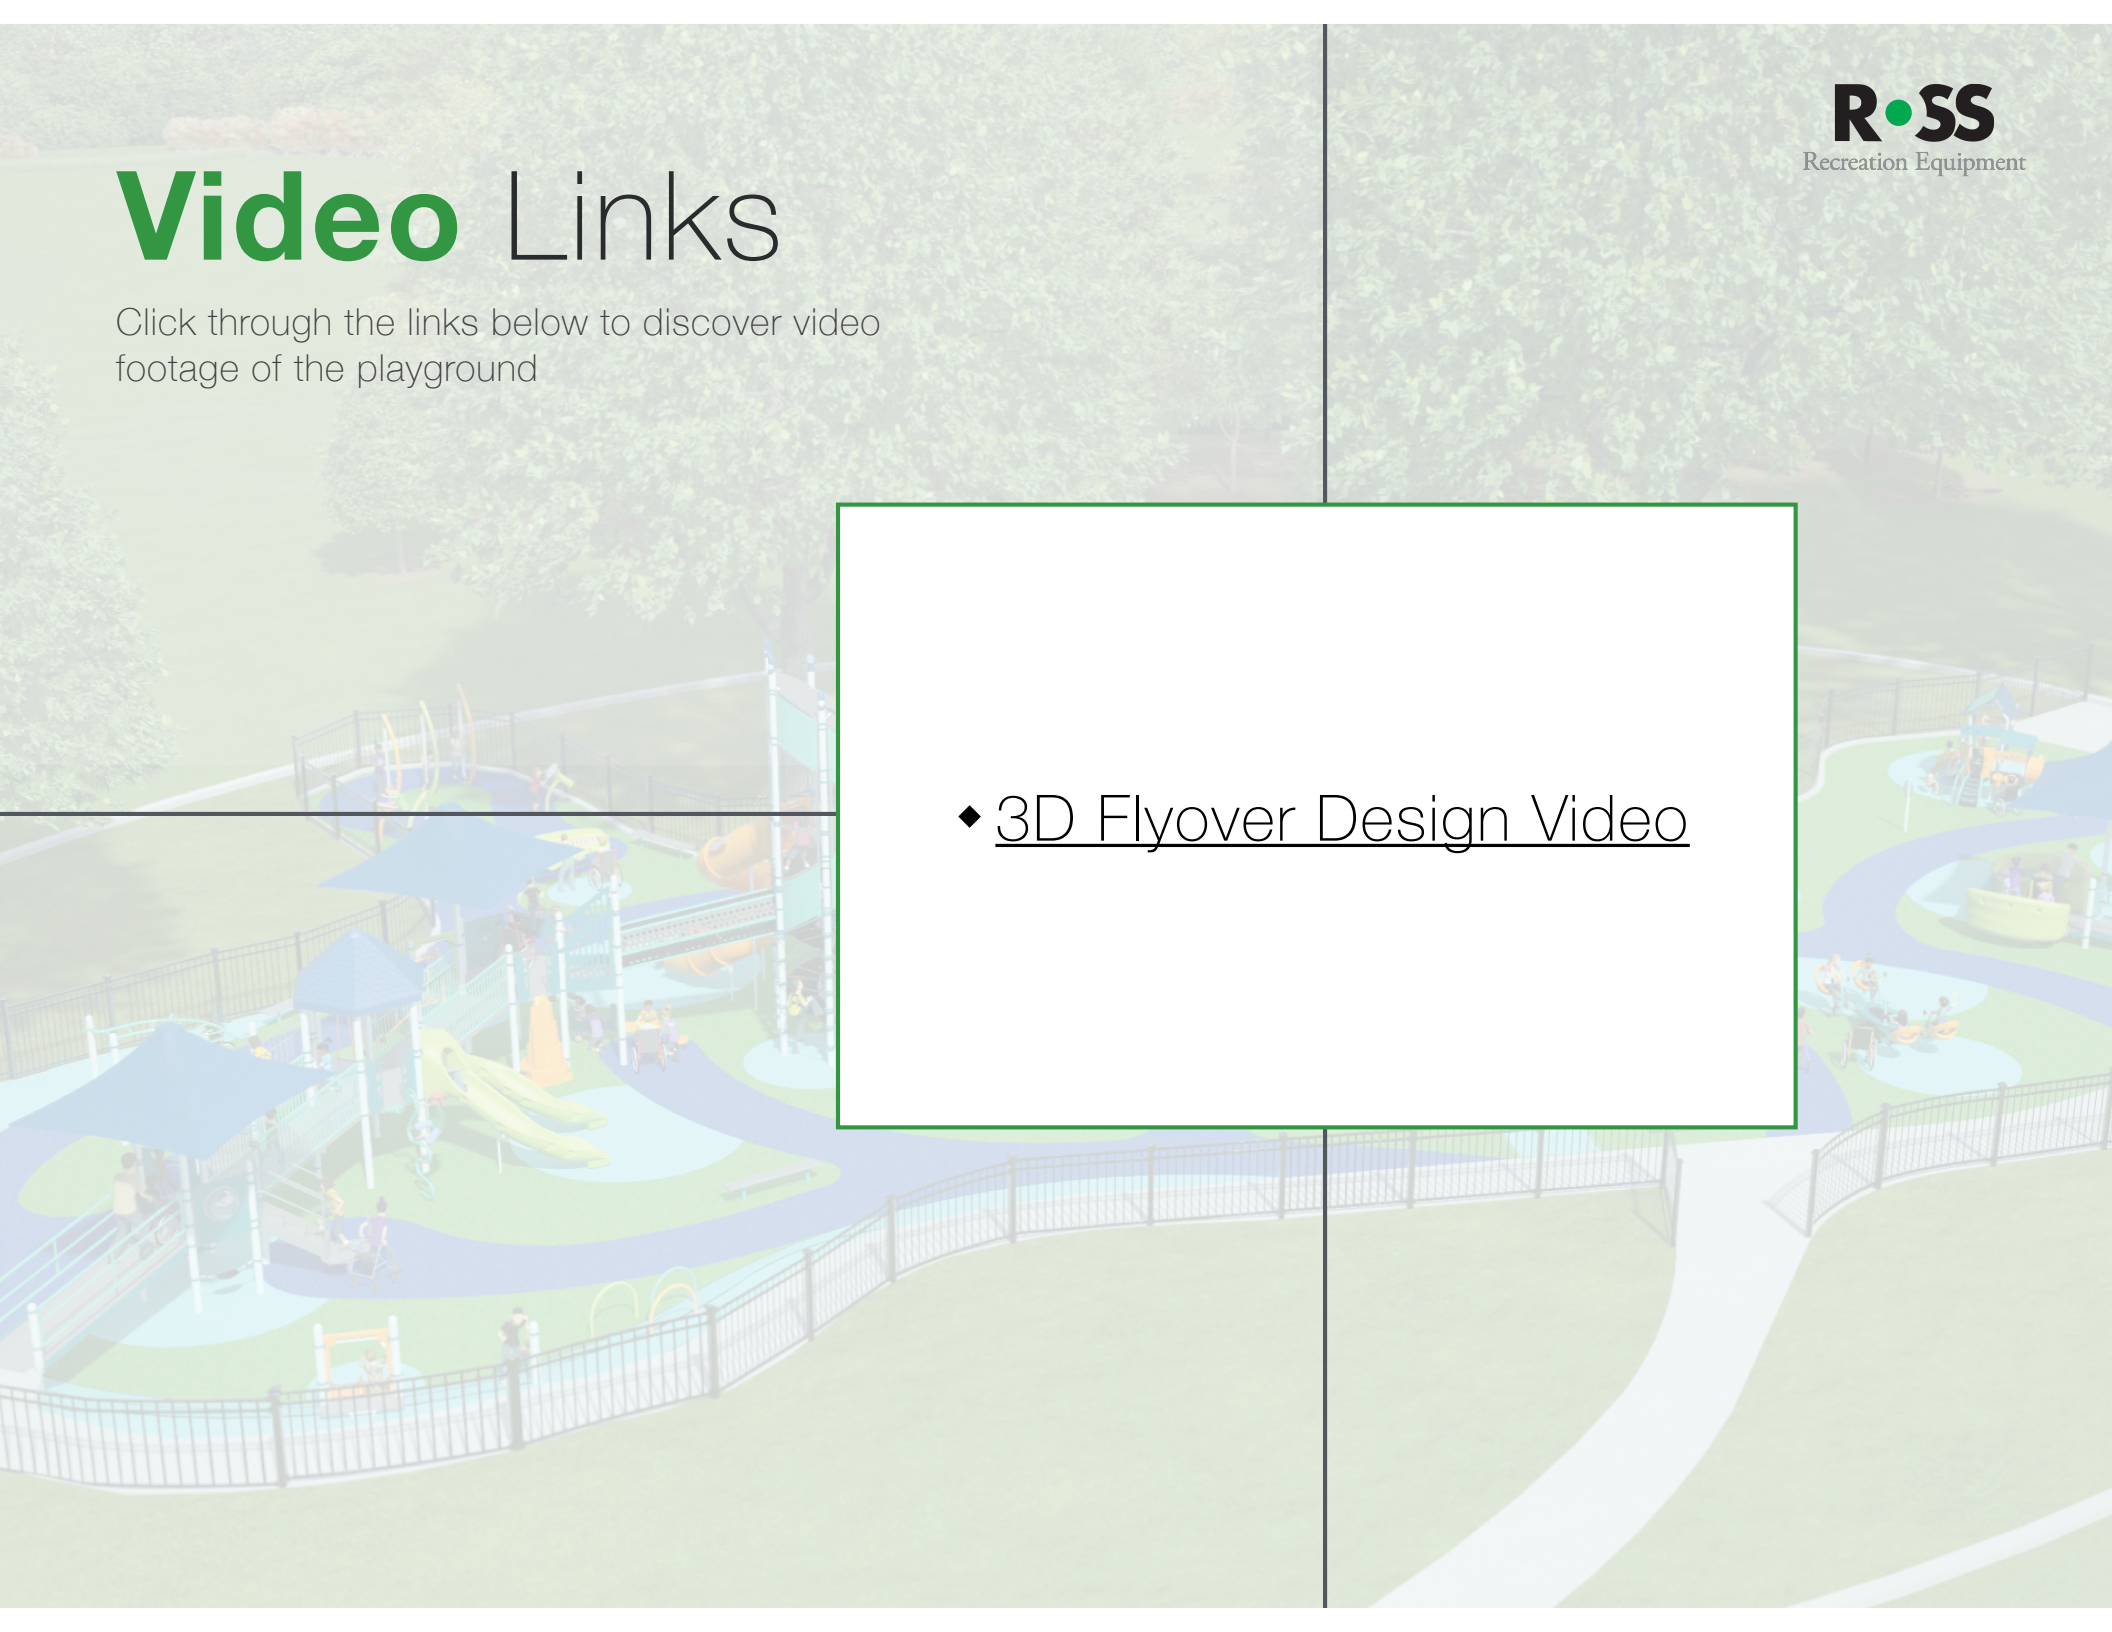 R•SS
Recreation Equipment
Video Links
Click through the links below to discover video
footage of the playground
◆ 3D Flyover Design Video